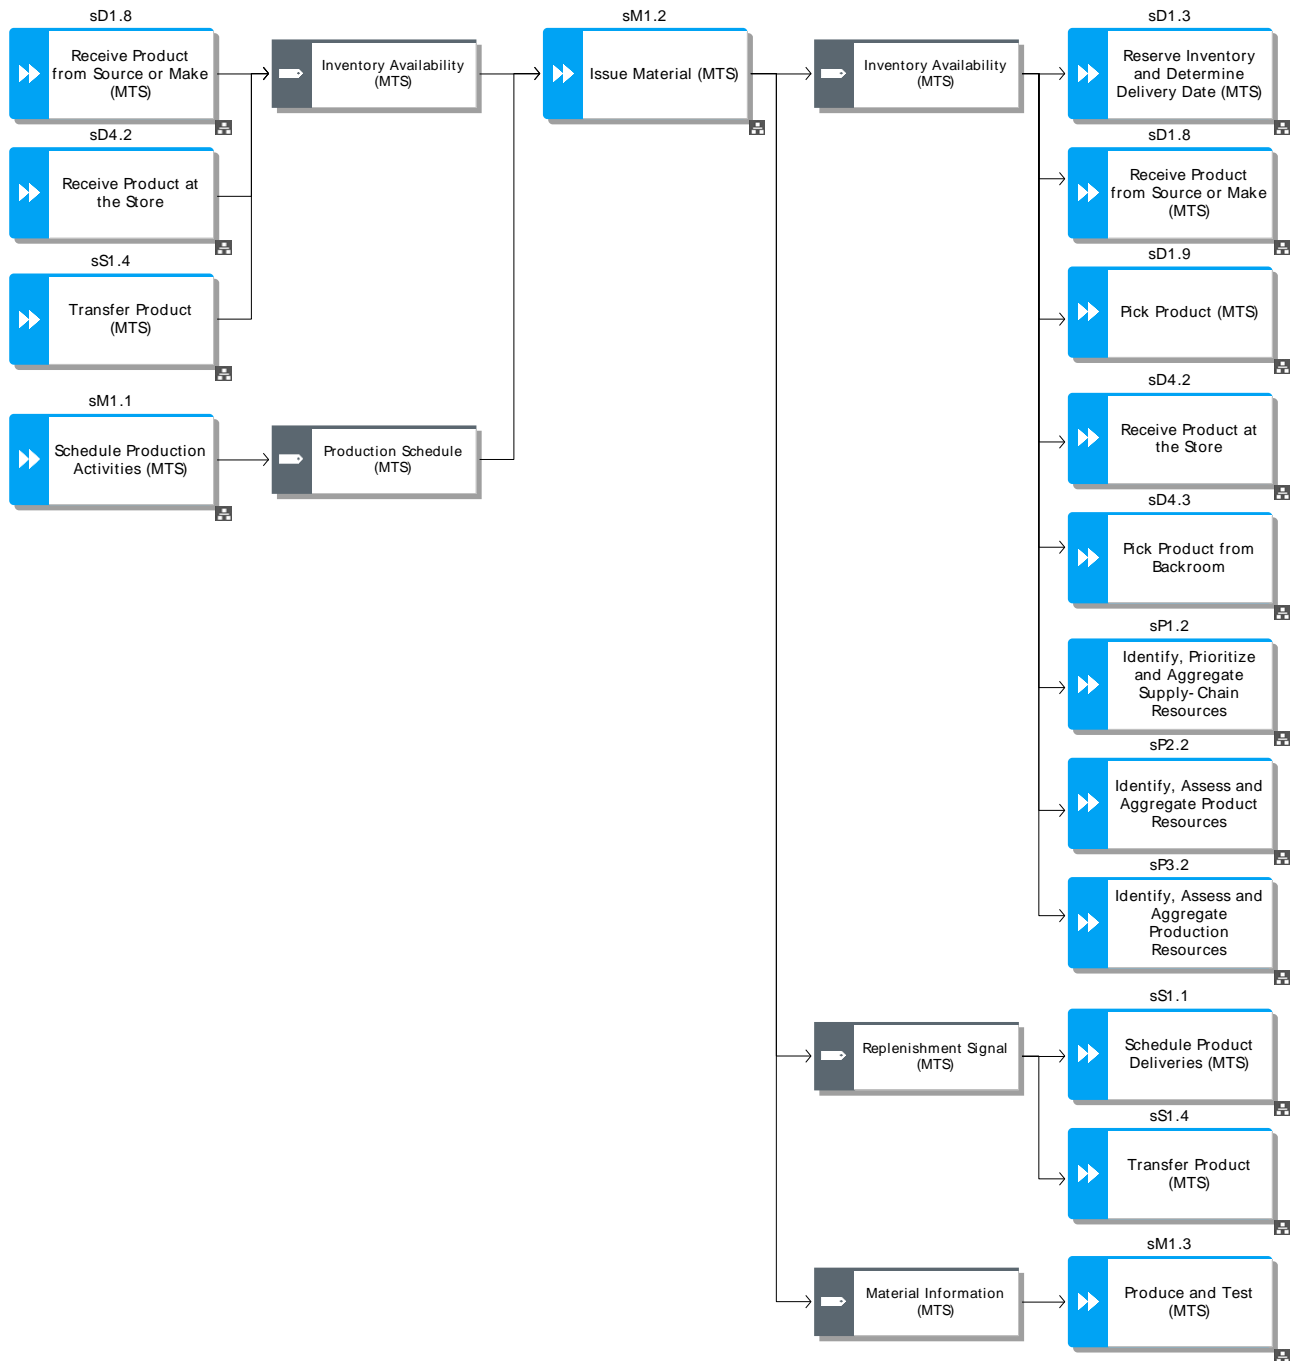 sD1.8
Receive Product
from Source or Make
(MTS)
sD4.2
Receive Product at
the Store
sS1.4
Transfer Product
(MTS)
sM1.1
Schedule Production
Activities (MTS)
Inventory Availability
(MTS)
Production Schedule
(MTS)
sM1.2
Issue Material (MTS)
Inventory Availability
(MTS)
Replenishment Signal
(MTS)
Material Information
(MTS)
sD1.3
Reserve Inventory
and Determine
Delivery Date (MTS)
sD1.8
Receive Product
from Source or Make
(MTS)
sD1.9
Pick Product (MTS)
sD4.2
Receive Product at
the Store
sD4.3
Pick Product from
Backroom
sP1.2
Identify, Prioritize
and Aggregate
Supply-Chain
Resources
sP2.2
Identify, Assess and
Aggregate Product
Resources
sP3.2
Identify, Assess and
Aggregate
Production
Resources
sS1.1
Schedule Product
Deliveries (MTS)
sS1.4
Transfer Product
(MTS)
sM1.3
Produce and Test
(MTS)